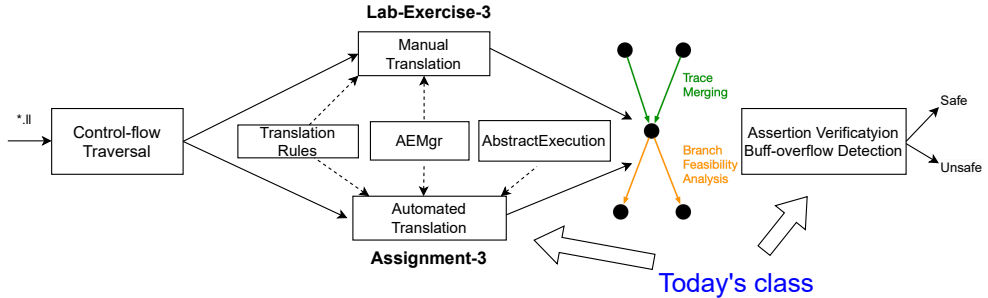 Lab-Exercise-3
Manual
Translation
*.ll
Control-flow
Traversal
Translation
Rules
AEMgr
AbstractExecution
Automated
Translation
Assignment-3
Trace
Merging
Branch
Feasibility
Analysis
Assertion Verificatyion
Buff-overflow Detection
Safe
Unsafe
Today's class